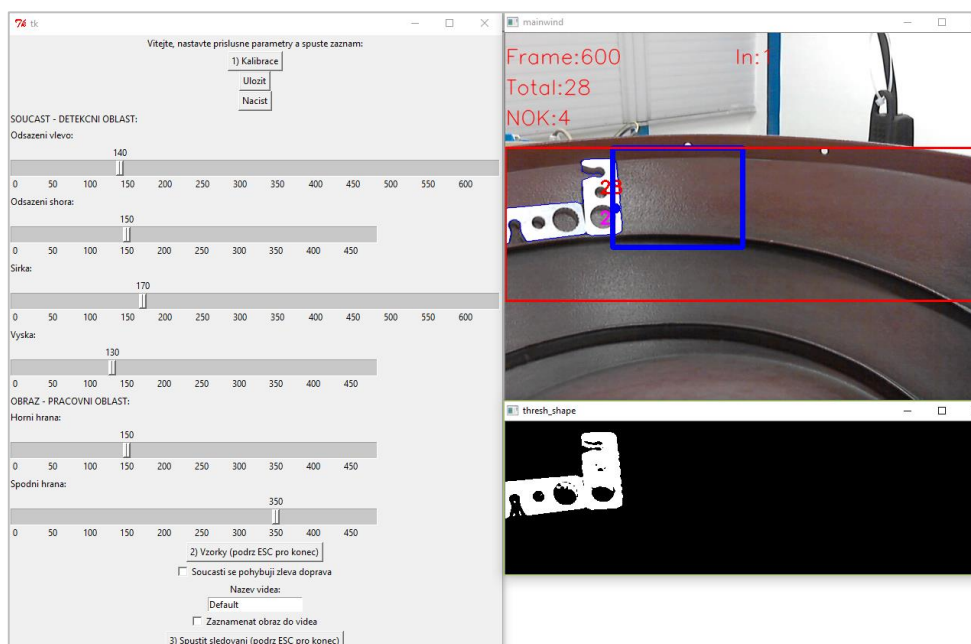 tk
Vitejte, nastavte prislusne parametry a spuste zaznam:
1) Kalibrace
Ulozit
Nacist
SOUCAST - DETEKCNI OBLAST:
Odsazeni vlevo:
140
0 50 100 150 200 250 300 350 400 450 500 550 600
Odsazeni shora:
150
0 50 100 150 200 250 300 350 400 450
Sirka:
170
0 50 100 150 200 250 300 350 400 450 500 550 600
Vyska:
130
0 50 100 150 200 250 300 350 400 450
OBRAZ - PRACOVNI OBLAST:
Horni hrana:
150
0 50 100 150 200 250 300 350 400 450
Spodni hrana:
350
0 50 100 150 200 250 300 350 400 450
2) Vzorky (podrz ESC pro konec)
Soucasti se pohybuji zleva doprava
Nazev videa:
Default
Zaznamenat obraz do videa
3) Spustit sledovani (podrz ESC pro konec)
mainwind
Frame:600 In:1
Total:28
NOK:4
28
2
thresh_shape